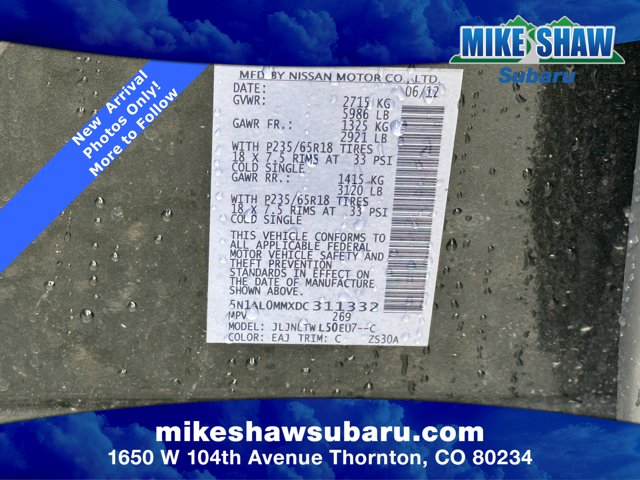 MIKE SHAW
Subaru
New Arrival
Photos Only!
More to Follow
MFD BY NISSAN MOTOR CO., LTD.
DATE: 06/12
GVWR: 2715 KG
5986 LB
GAWR FR.: 1325 KG
2921 LB
WITH P235/65R18 TIRES
18 X 7.5 RIMS AT 33 PSI
COLD SINGLE
GAWR RR.: 1415 KG
3120 LB
WITH P235/65R18 TIRES
18 X 7.5 RIMS AT 33 PSI
COLD SINGLE
THIS VEHICLE CONFORMS TO
ALL APPLICABLE FEDERAL
MOTOR VEHICLE SAFETY AND
THEFT PREVENTION
STANDARDS IN EFFECT ON
THE DATE OF MANUFACTURE
SHOWN ABOVE.
5N1AL0MMXDC311332
MPV 269
MODEL: JLJNLTWL50EU7--C
COLOR: EAJ TRIM: C ZS30A
mikeshawsubaru.com
1650 W 104th Avenue Thornton, CO 80234